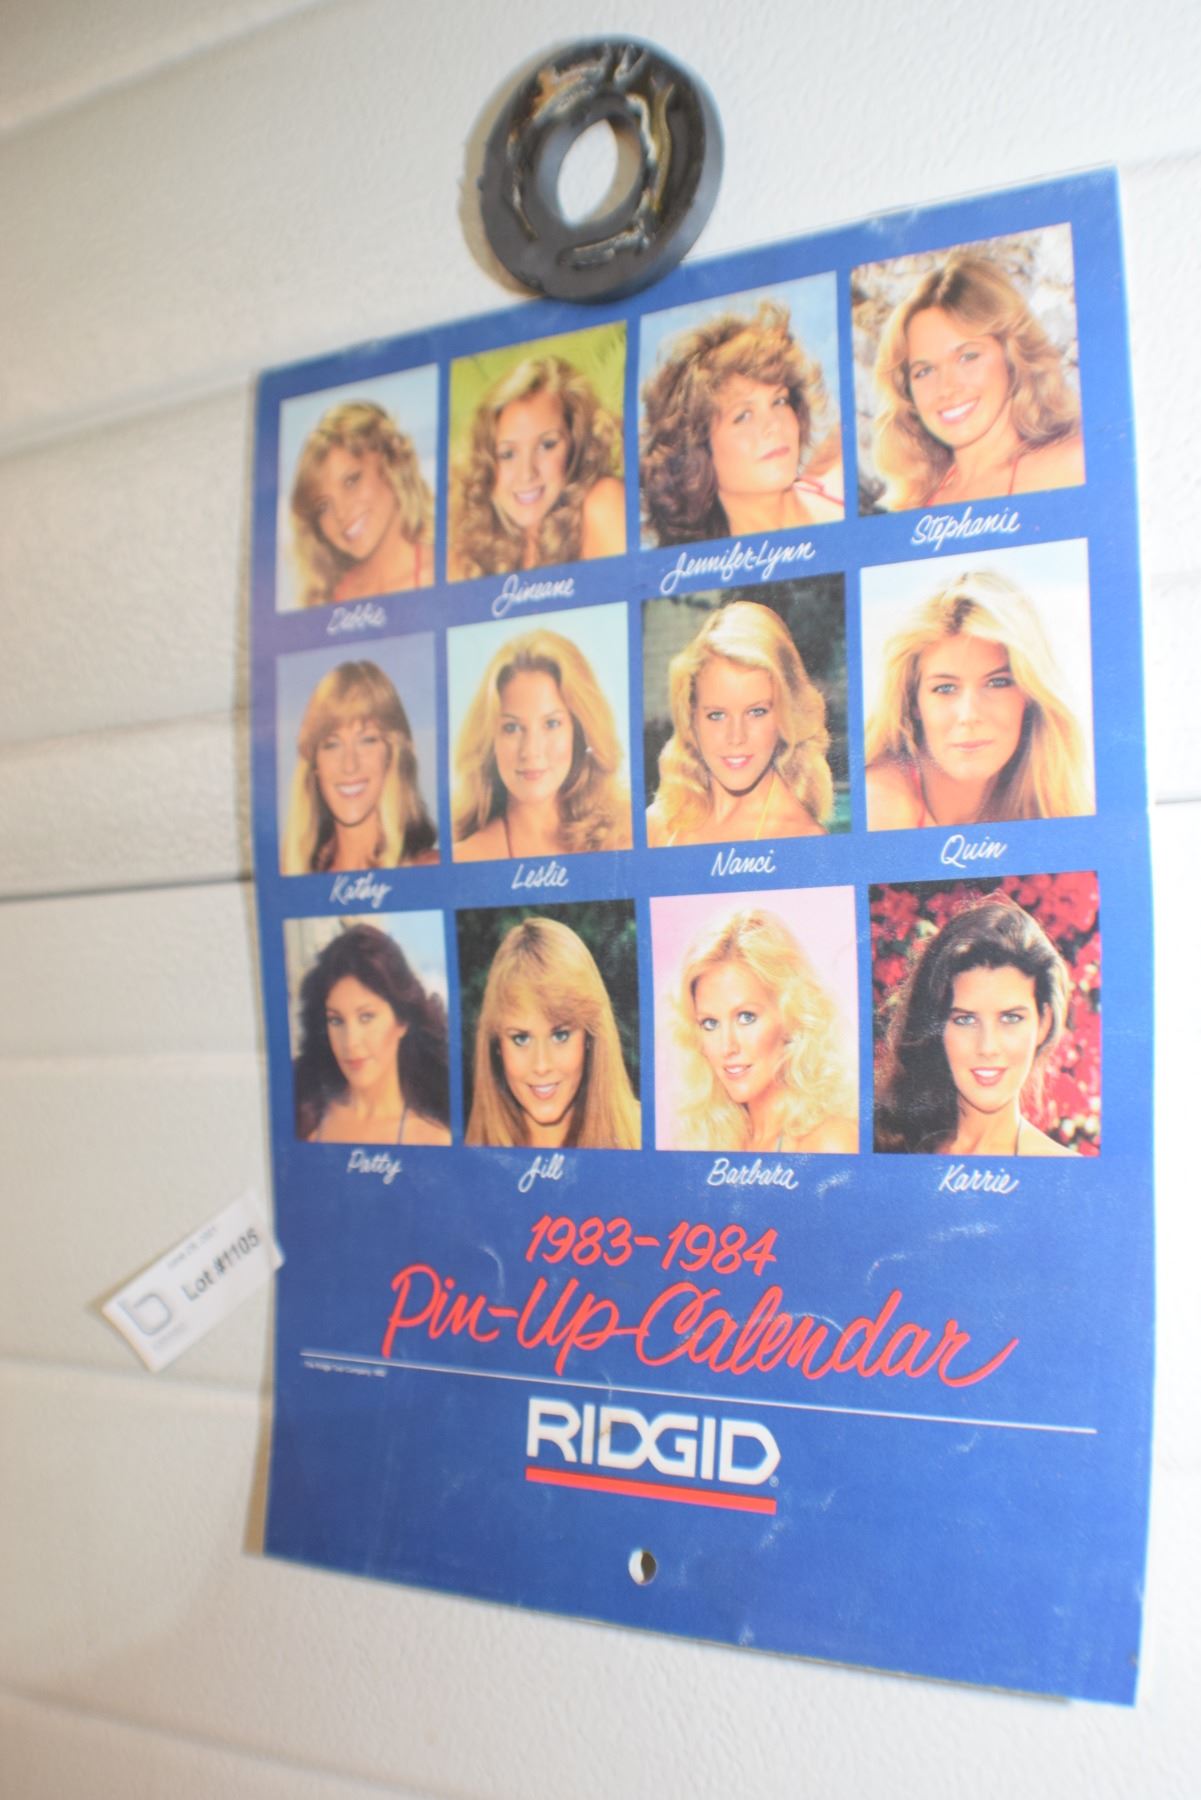 Debbie
Jineane
Jennifer-Lynn
Stephanie
Kathy
Leslie
Nanci
Quin
Patty
Jill
Barbara
Karrie
1983-1984
Pin-Up Calendar
RIDGID®
Lot #1105